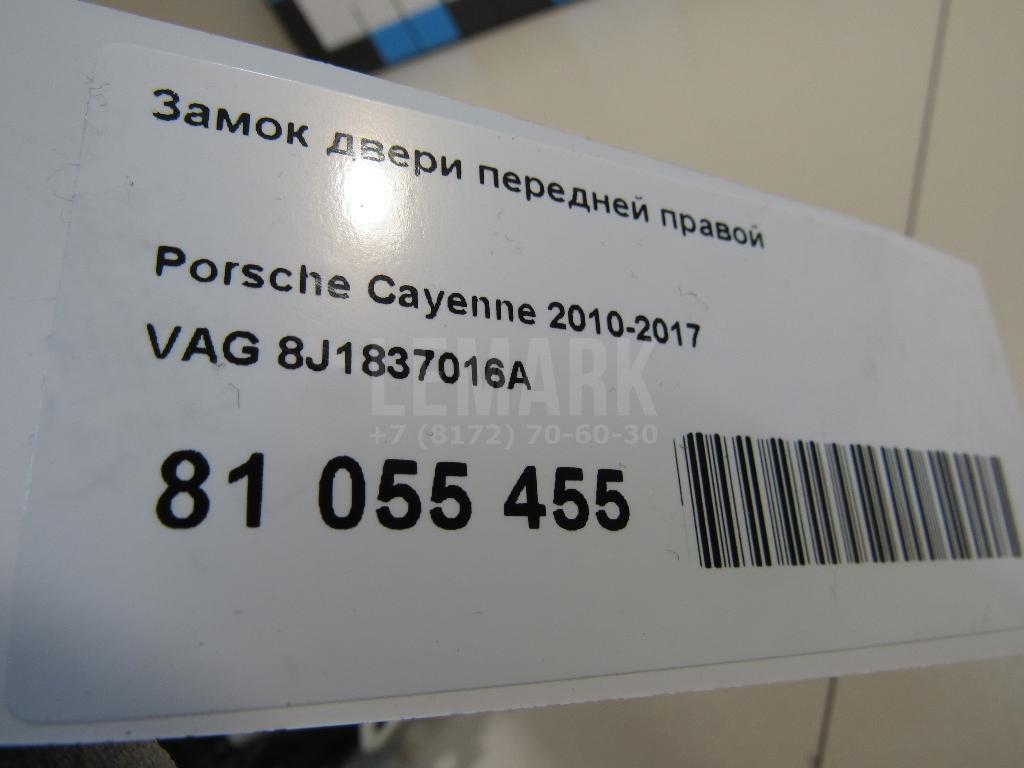 Замок двери передней правой
Porsche Cayenne 2010-2017
VAG 8J1837016A
LEMARK
+7 (8172) 70-60-30
81 055 455